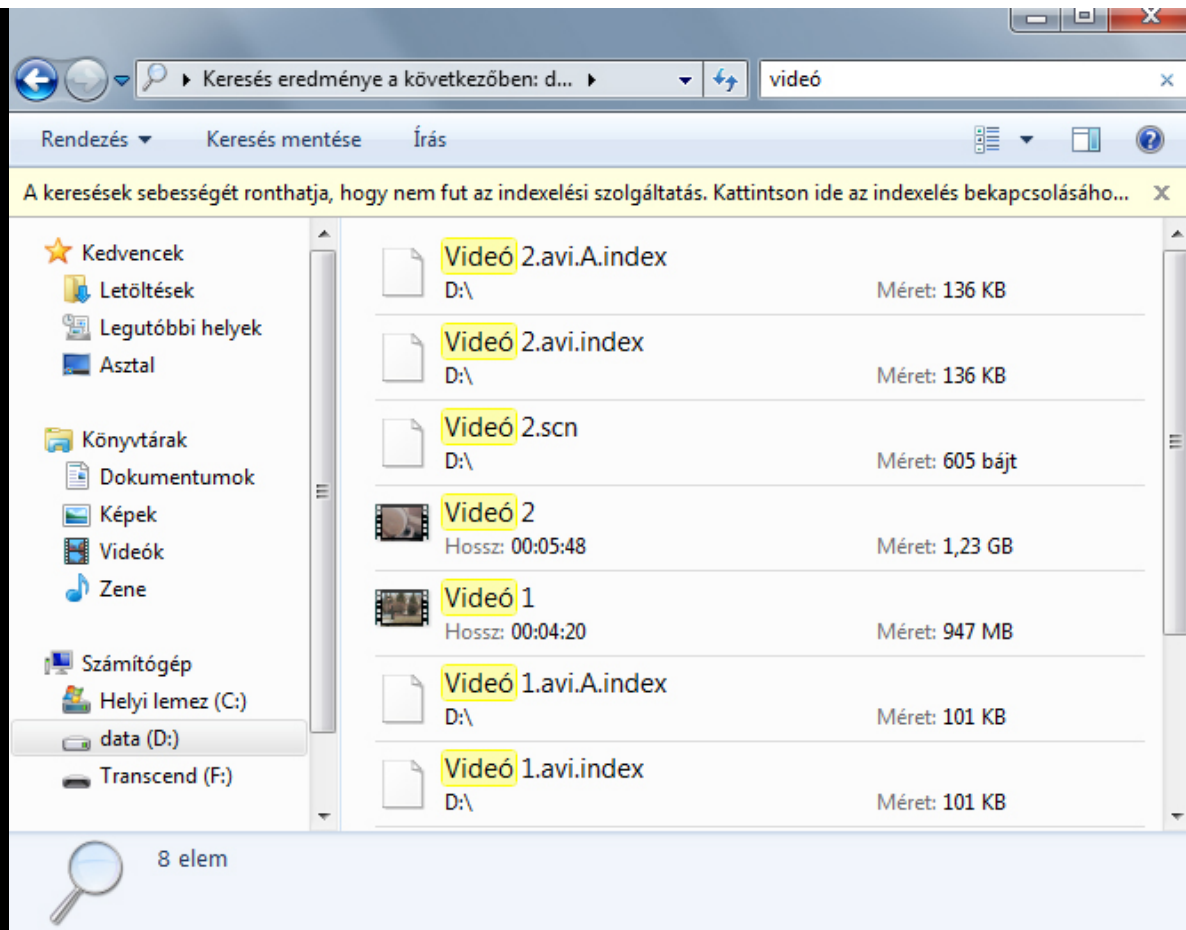 Keresés eredménye a következőben: d...
videó
Rendezés
Keresés mentése
Írás
A keresések sebességét ronthatja, hogy nem fut az indexelési szolgáltatás. Kattintson ide az indexelés bekapcsolásáho...
Kedvencek
Letöltések
Legutóbbi helyek
Asztal
Könyvtárak
Dokumentumok
Képek
Videók
Zene
Számítógép
Helyi lemez (C:)
data (D:)
Transcend (F:)
Videó 2.avi.A.index
D:\ Méret: 136 KB
Videó 2.avi.index
D:\ Méret: 136 KB
Videó 2.scn
D:\ Méret: 605 bájt
Videó 2
Hossz: 00:05:48 Méret: 1,23 GB
Videó 1
Hossz: 00:04:20 Méret: 947 MB
Videó 1.avi.A.index
D:\ Méret: 101 KB
Videó 1.avi.index
D:\ Méret: 101 KB
8 elem